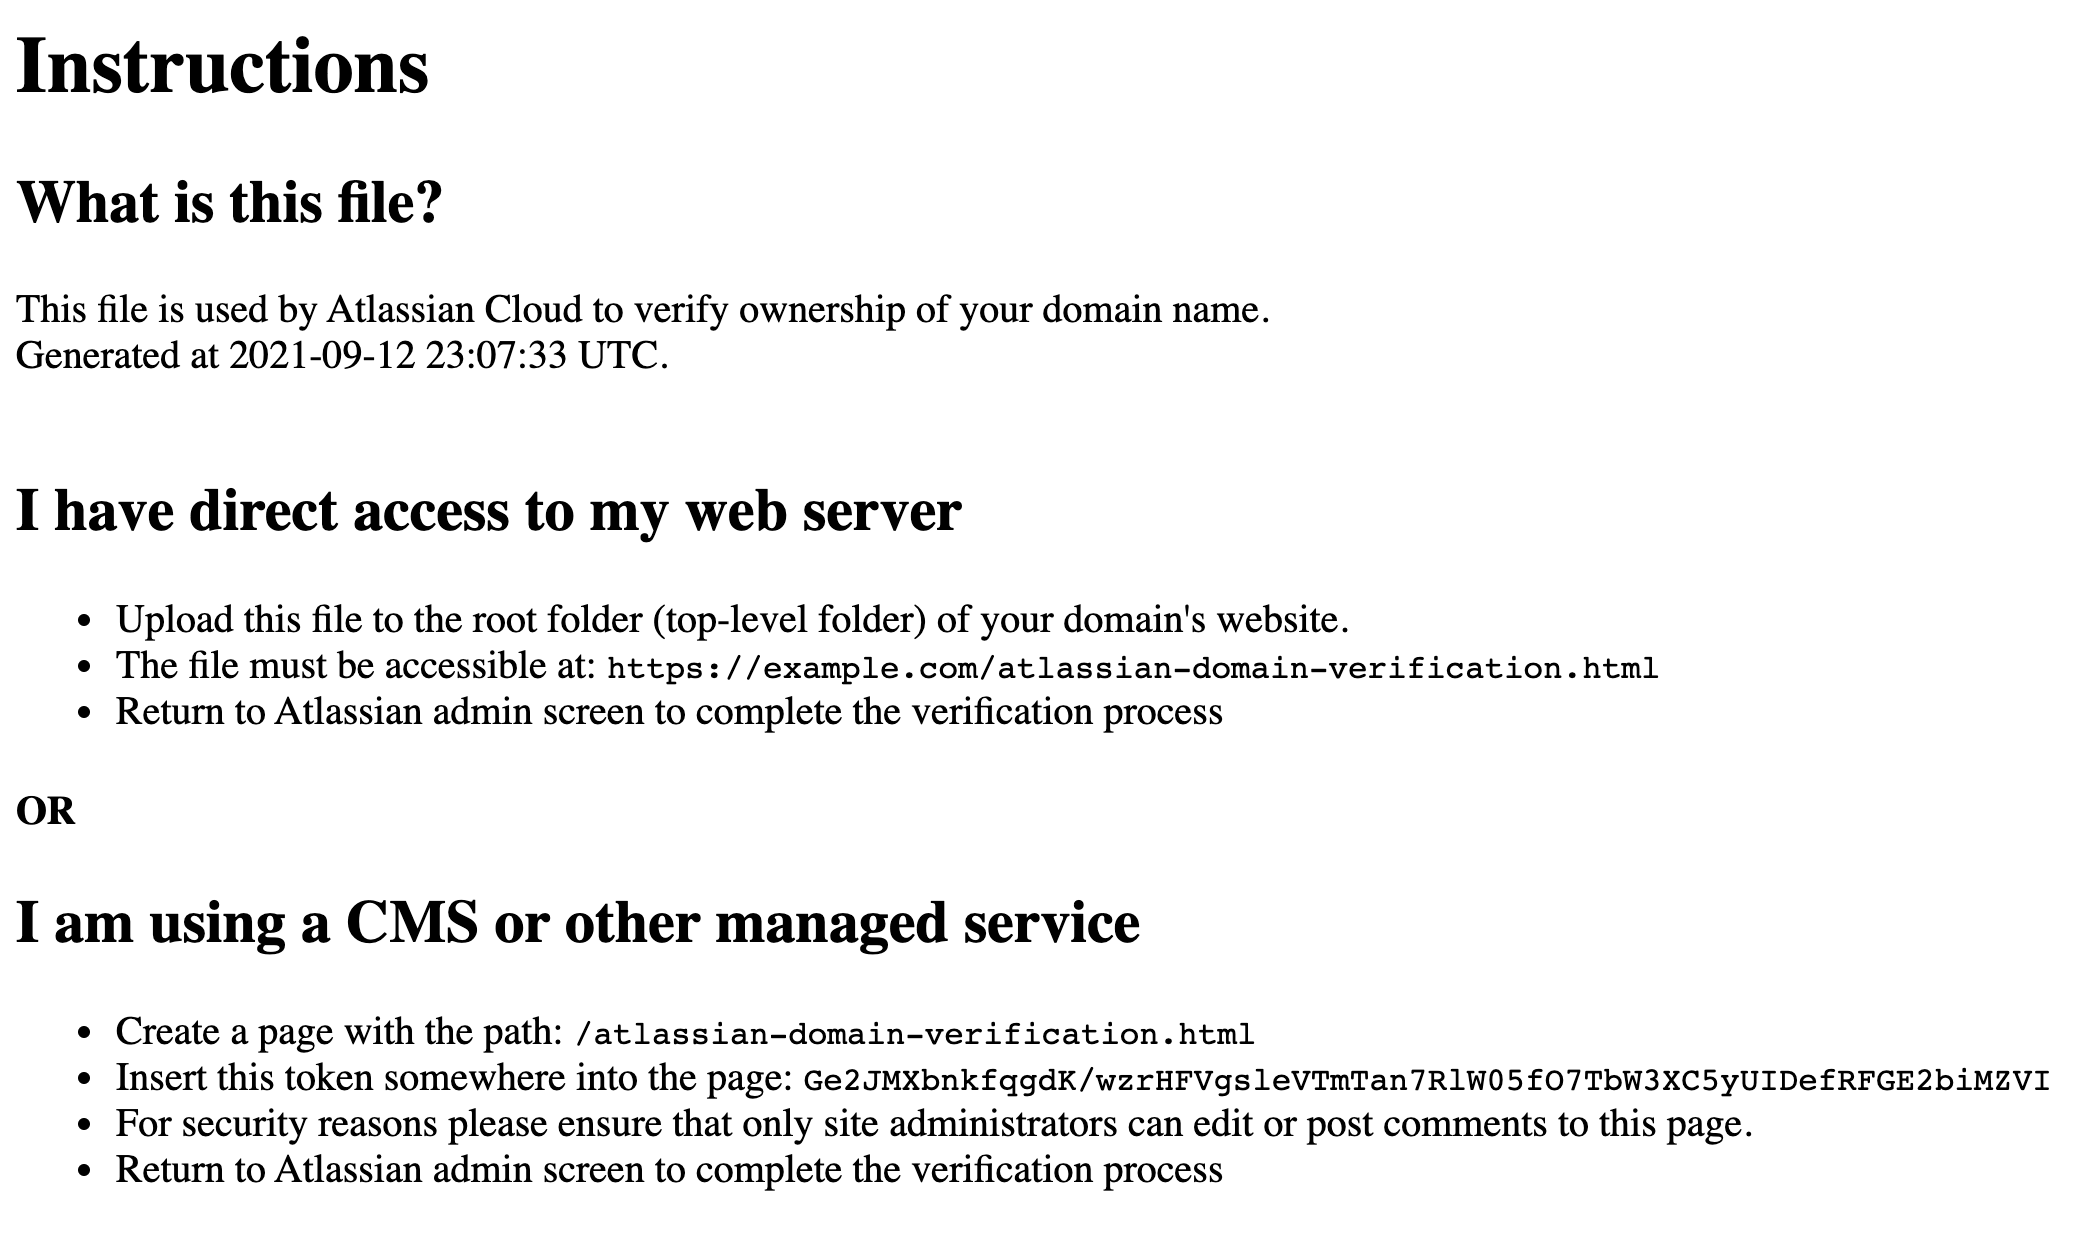 Instructions
What is this file?
This file is used by Atlassian Cloud to verify ownership of your domain name.
Generated at 2021-09-12 23:07:33 UTC.
I have direct access to my web server
• Upload this file to the root folder (top-level folder) of your domain's website.
• The file must be accessible at: https://example.com/atlassian-domain-verification.html
• Return to Atlassian admin screen to complete the verification process
OR
I am using a CMS or other managed service
• Create a page with the path: /atlassian-domain-verification.html
• Insert this token somewhere into the page: Ge2JMXbnkfqgdK/wzrHFVgsleVTmTan7RlW05fO7TbW3XC5yUIDefRFGE2biMZVI
• For security reasons please ensure that only site administrators can edit or post comments to this page.
• Return to Atlassian admin screen to complete the verification process